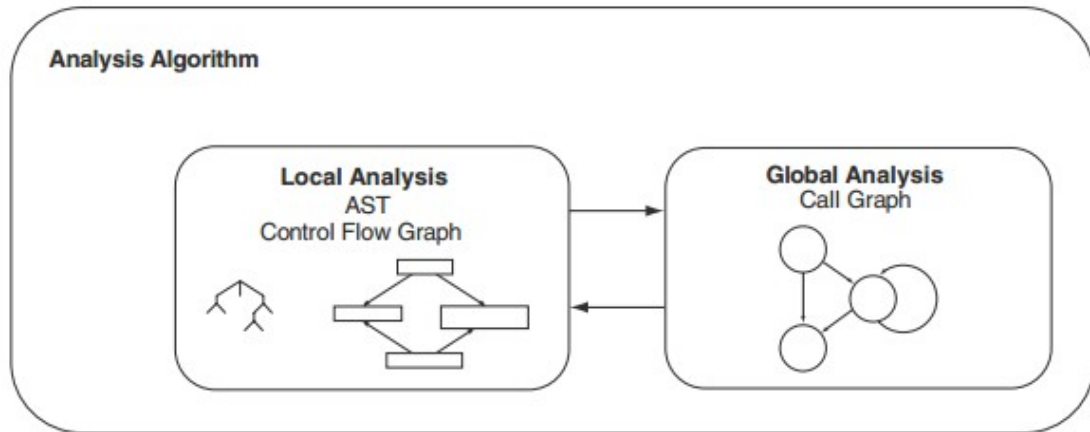 Analysis Algorithm
Local Analysis
AST
Control Flow Graph
Global Analysis
Call Graph